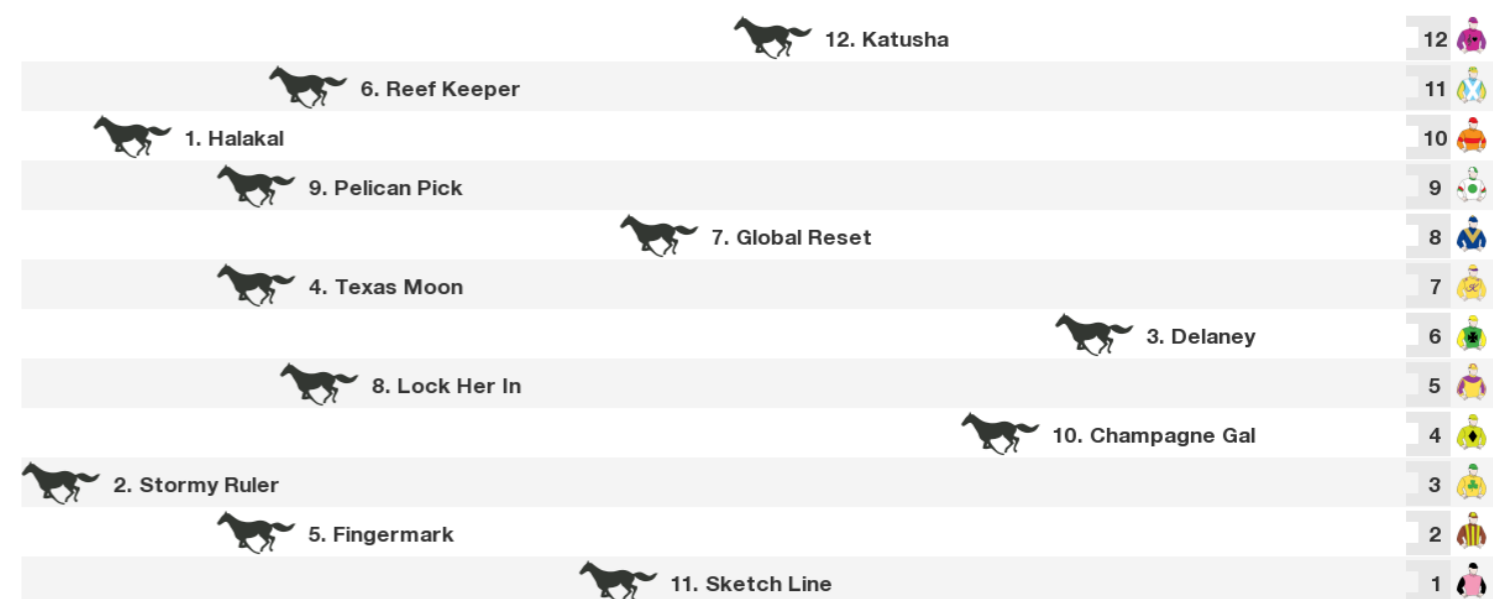 12. Katusha 12
6. Reef Keeper 11
1. Halakal 10
9. Pelican Pick 9
7. Global Reset 8
4. Texas Moon 7
3. Delaney 6
8. Lock Her In 5
10. Champagne Gal 4
2. Stormy Ruler 3
5. Fingermark 2
11. Sketch Line 1